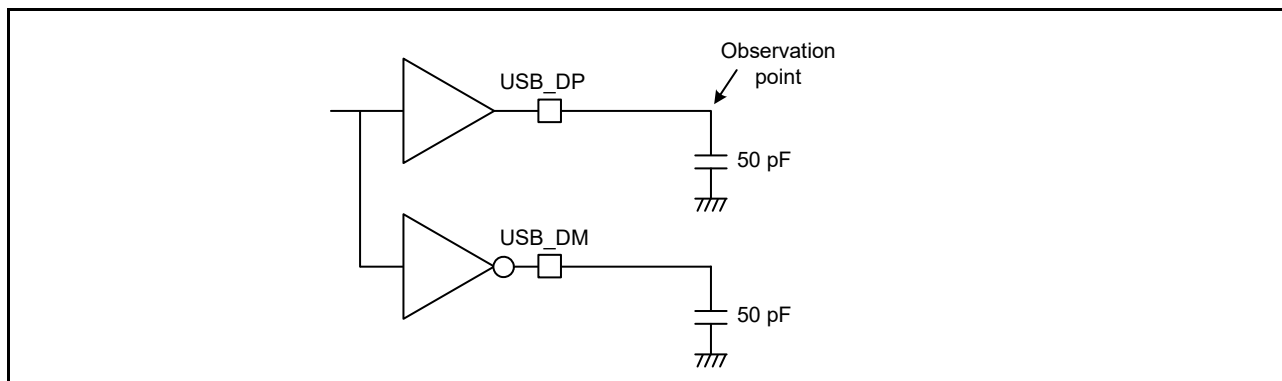 Observation
point
USB_DP
50 pF
USB_DM
50 pF